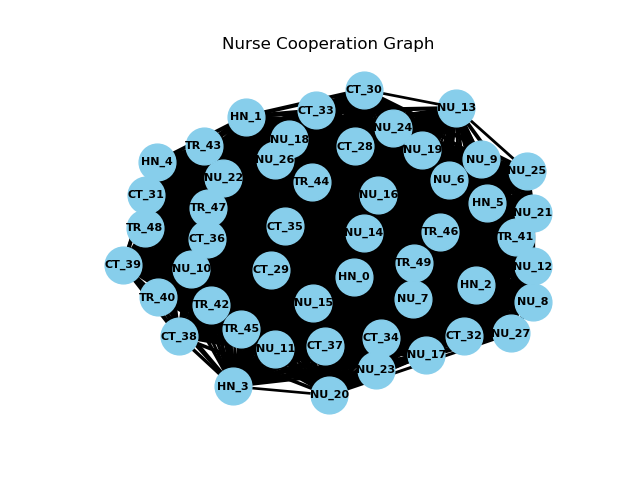 Nurse Cooperation Graph
CT_30
NU_13
CT_33
HN_1
NU_24
NU_18
TR_43
CT_28
NU_19
NU_26
NU_9
HN_4
NU_25
NU_22
NU_6
TR_44
CT_31
NU_16
HN_5
TR_47
NU_21
CT_35
TR_48
NU_14
TR_46
TR_41
CT_36
CT_39
TR_49
NU_12
NU_10
CT_29
HN_0
HN_2
TR_40
NU_7
NU_8
TR_42
NU_15
TR_45
NU_27
CT_38
CT_34
CT_32
CT_37
NU_11
NU_17
NU_23
HN_3
NU_20